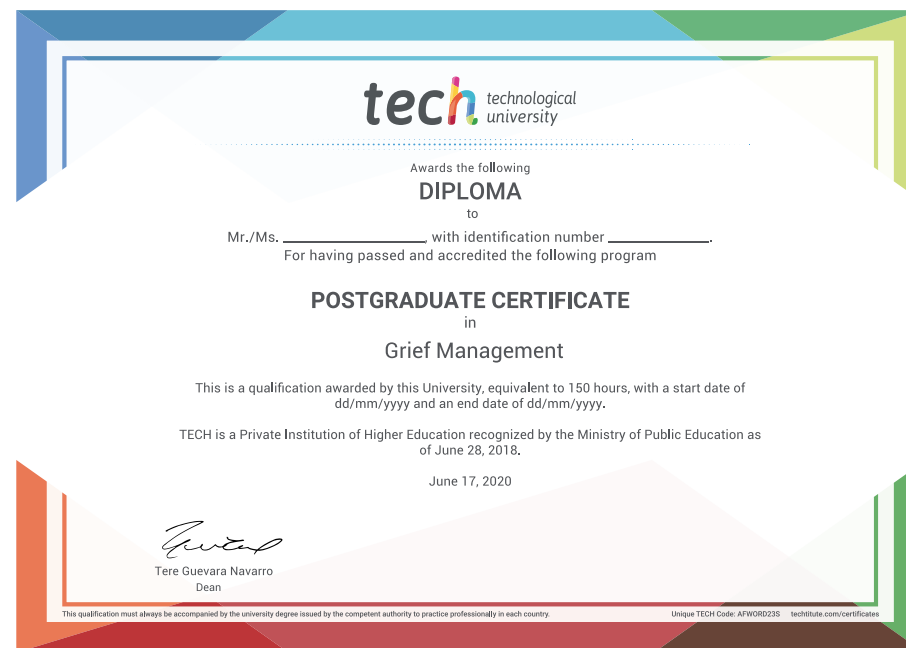 tech technological
university
Awards the following
DIPLOMA
to
Mr./Ms. ____________, with identification number ____________.
For having passed and accredited the following program
POSTGRADUATE CERTIFICATE
in
Grief Management
This is a qualification awarded by this University, equivalent to 150 hours, with a start date of
dd/mm/yyyy and an end date of dd/mm/yyyy.
TECH is a Private Institution of Higher Education recognized by the Ministry of Public Education as
of June 28, 2018.
June 17, 2020
Tere Guevara Navarro
Dean
This qualification must always be accompanied by the university degree issued by the competent authority to practice professionally in each country. Unique TECH Code: AFWORD23S techtitute.com/certificates